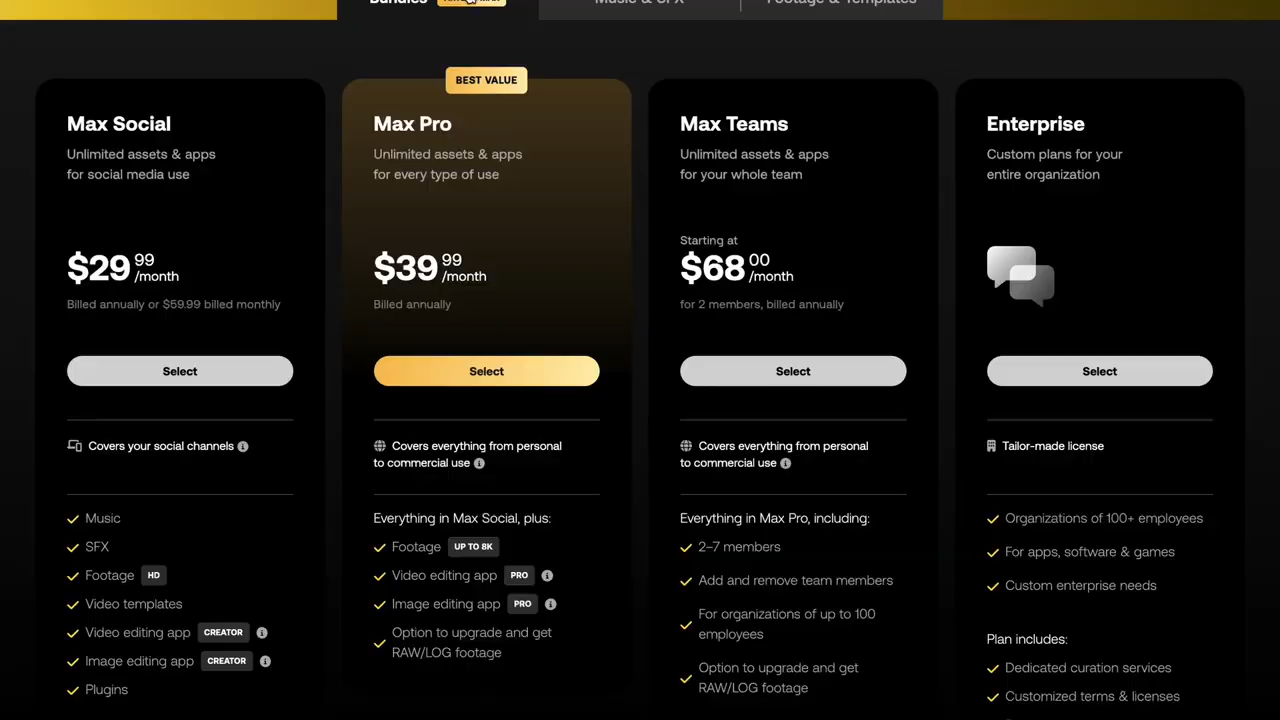 Bundles
Music & SFX
Footage & Templates
BEST VALUE
Max Social
Unlimited assets & apps
for social media use
$29 99
/month
Billed annually or $59.99 billed monthly
Select
Covers your social channels
Music
SFX
Footage HD
Video templates
Video editing app CREATOR
Image editing app CREATOR
Plugins
Max Pro
Unlimited assets & apps
for every type of use
$39 99
/month
Billed annually
Select
Covers everything from personal
to commercial use
Everything in Max Social, plus:
Footage UP TO 8K
Video editing app PRO
Image editing app PRO
Option to upgrade and get
RAW/LOG footage
Max Teams
Unlimited assets & apps
for your whole team
Starting at
$68 00
/month
for 2 members, billed annually
Select
Covers everything from personal
to commercial use
Everything in Max Pro, including:
2–7 members
Add and remove team members
For organizations of up to 100
employees
Option to upgrade and get
RAW/LOG footage
Enterprise
Custom plans for your
entire organization
Select
Tailor-made license
Organizations of 100+ employees
For apps, software & games
Custom enterprise needs
Plan includes:
Dedicated curation services
Customized terms & licenses